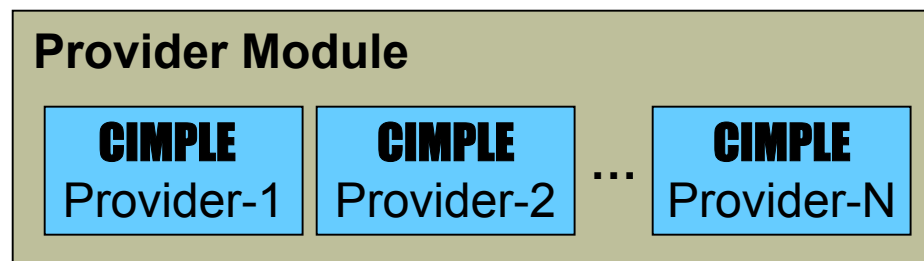 Provider Module
CIMPLE CIMPLE CIMPLE
Provider-1 Provider-2 ... Provider-N